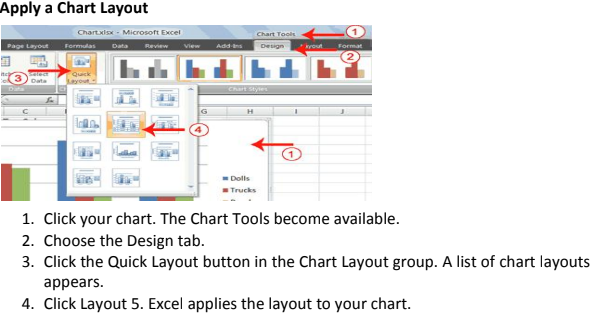 Apply a Chart Layout
Chart.xlsx - Microsoft Excel
Chart Tools
1
Page Layout Formulas Data Review View Add-Ins Design Layout Format
2
3
Select Data
Quick Layout
Data
Chart Styles
fx
C G H I J
4
1
Dolls
Trucks
1. Click your chart. The Chart Tools become available.
2. Choose the Design tab.
3. Click the Quick Layout button in the Chart Layout group. A list of chart layouts
appears.
4. Click Layout 5. Excel applies the layout to your chart.